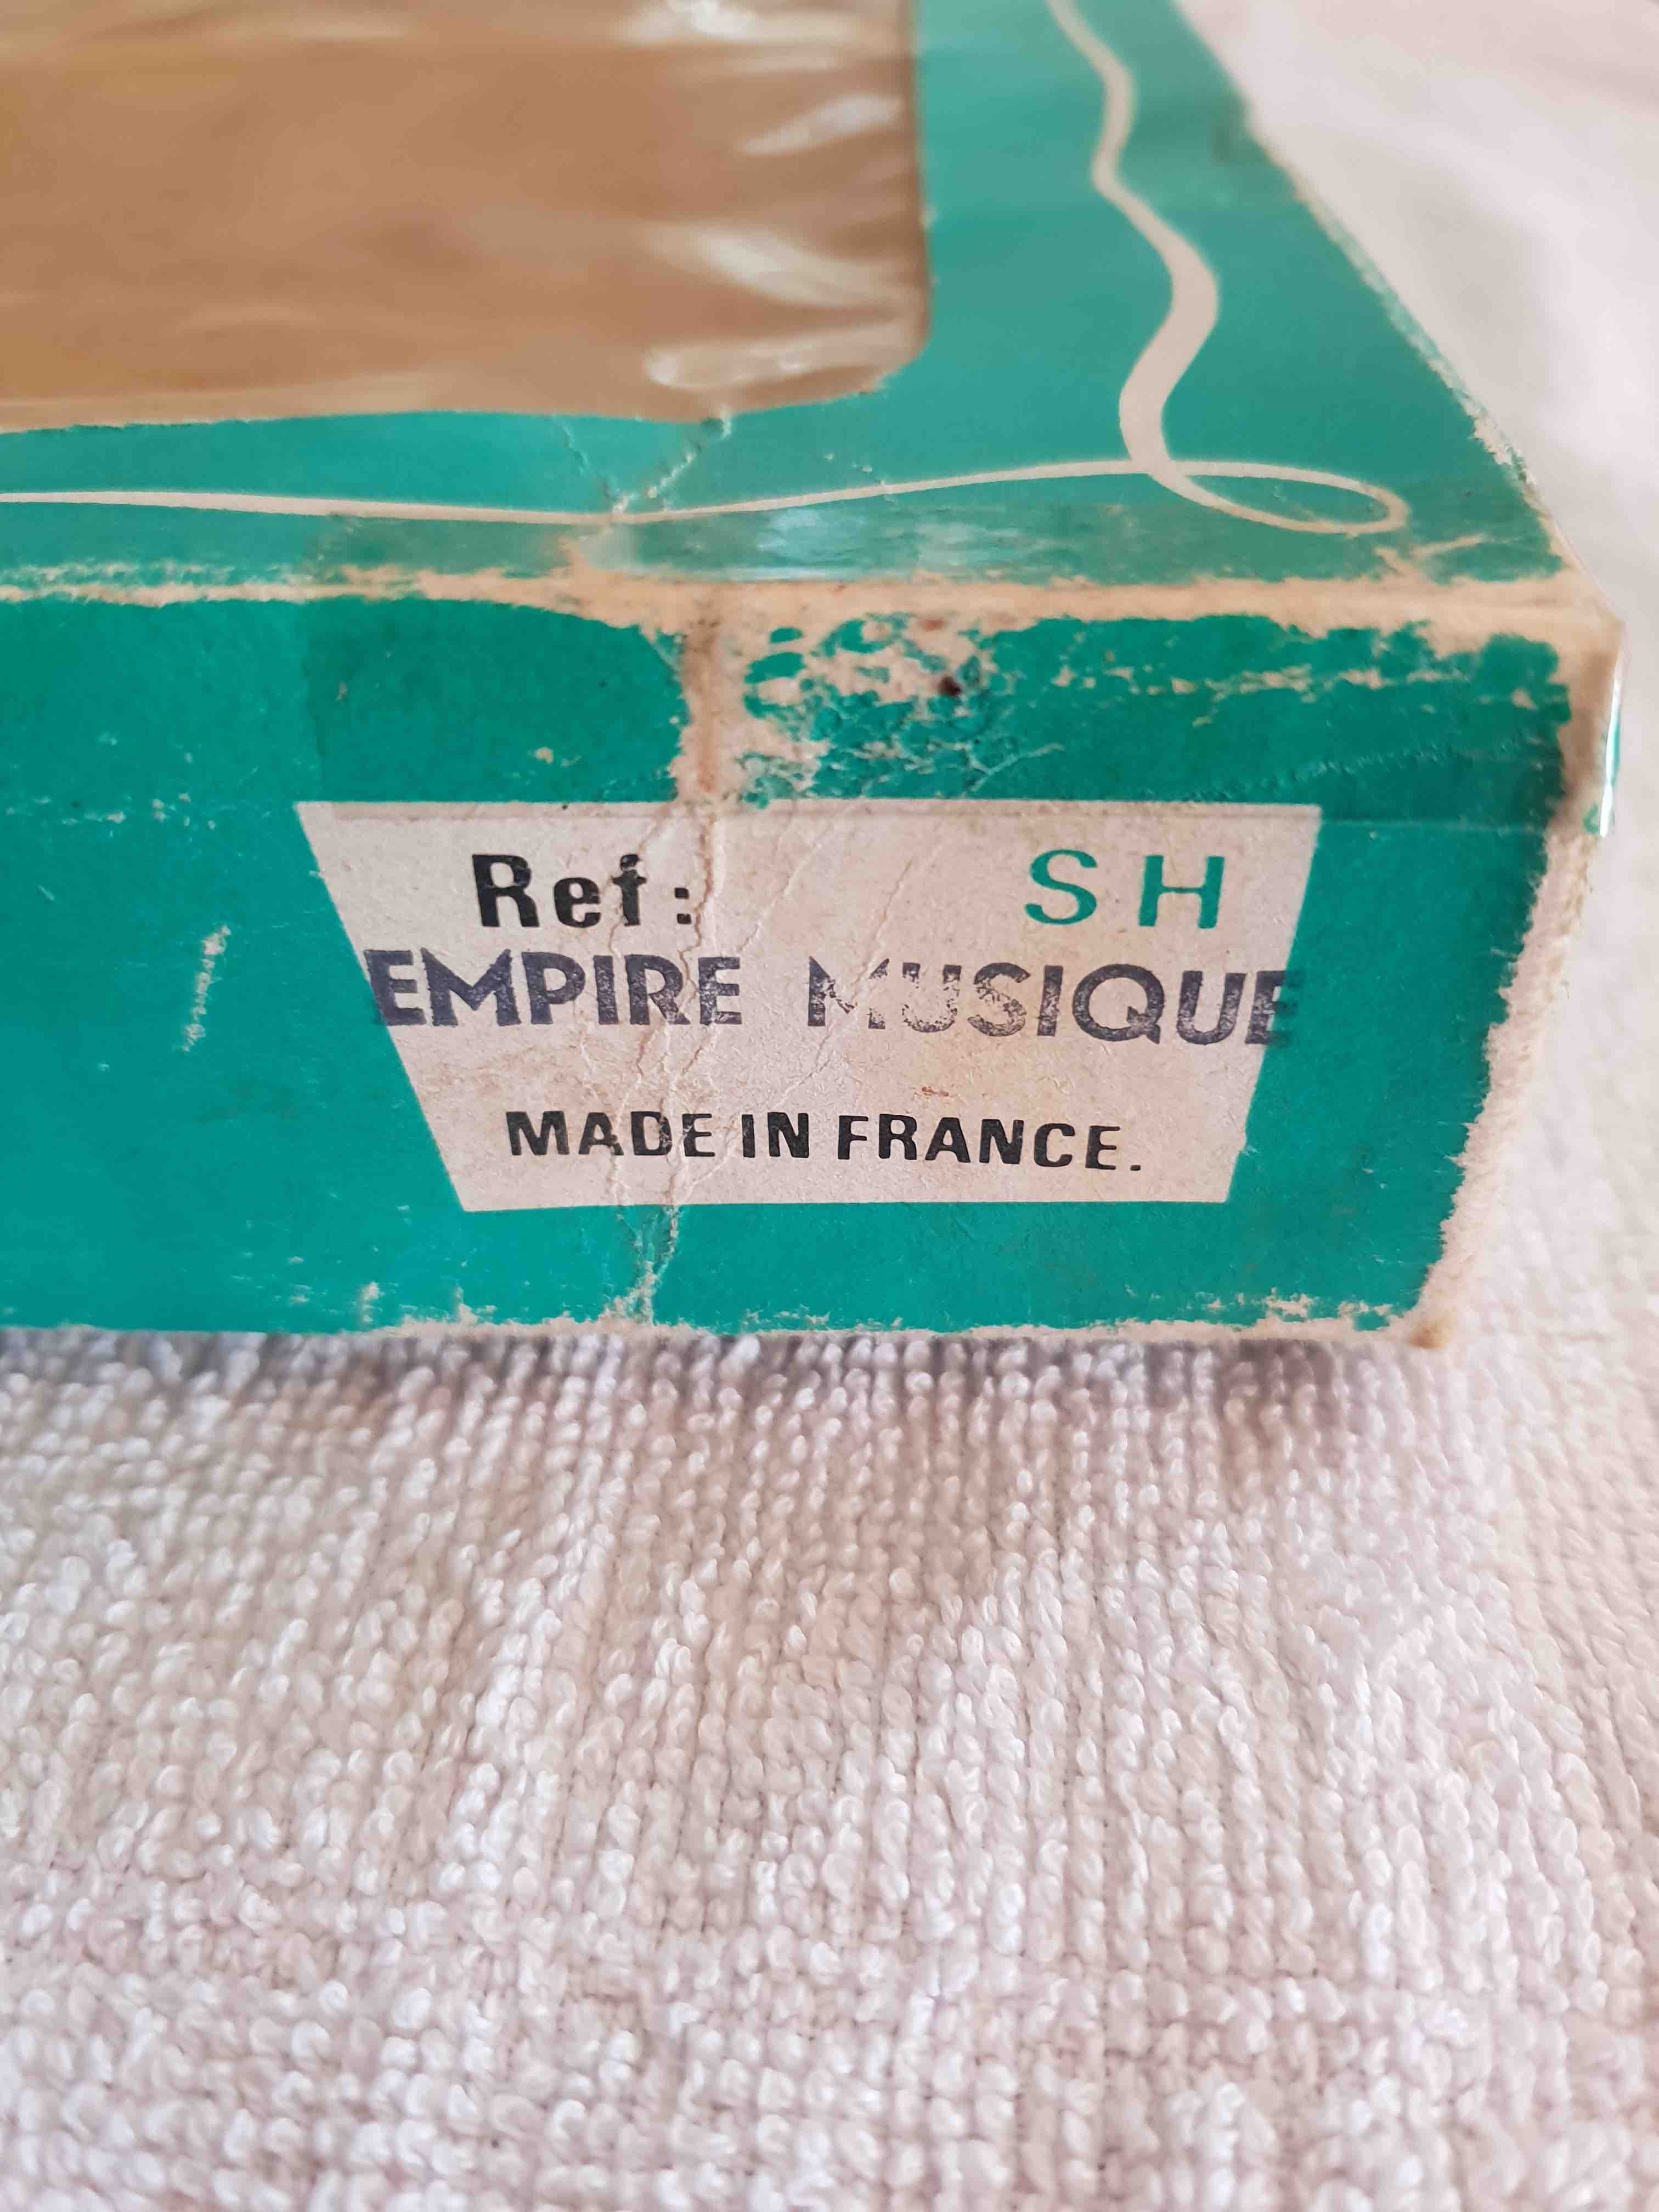 Ref: SH
EMPIRE MUSIQUE
MADE IN FRANCE.